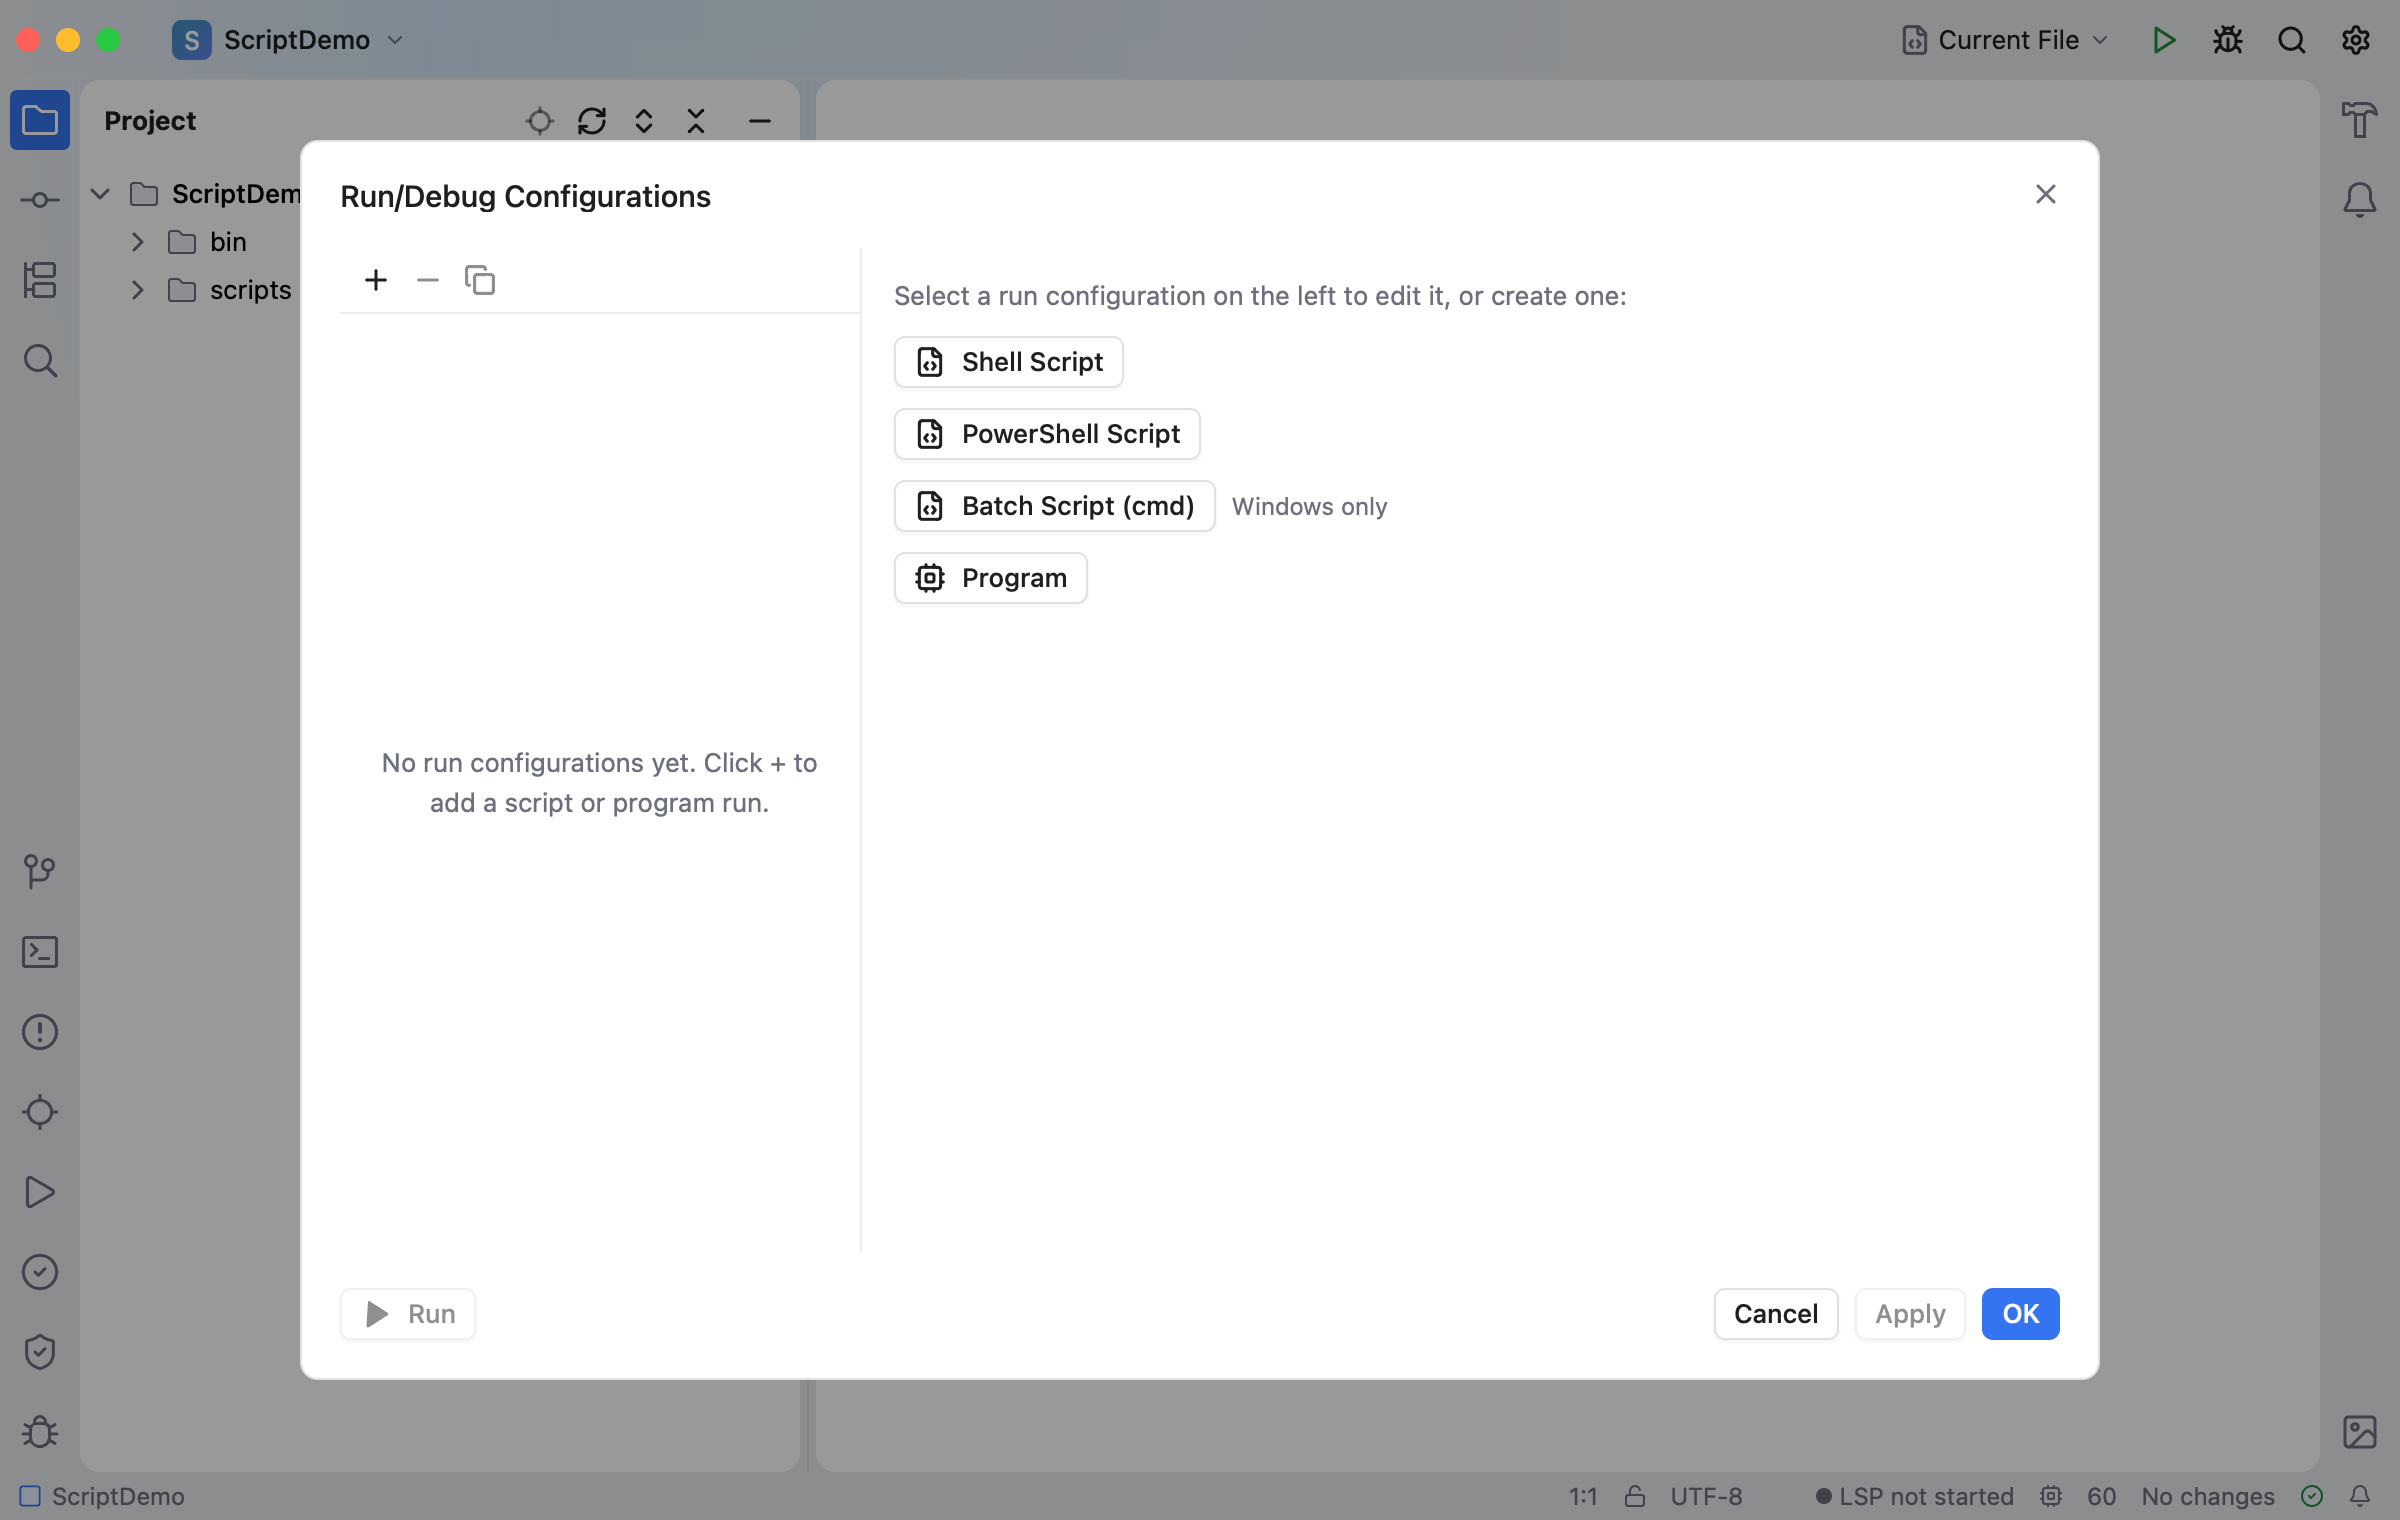 S ScriptDemo
Current File
Project
ScriptDem
bin
scripts
Run/Debug Configurations
Select a run configuration on the left to edit it, or create one:
Shell Script
PowerShell Script
Batch Script (cmd) Windows only
Program
No run configurations yet. Click + to
add a script or program run.
Run
Cancel Apply OK
ScriptDemo
1:1 UTF-8 LSP not started 60 No changes